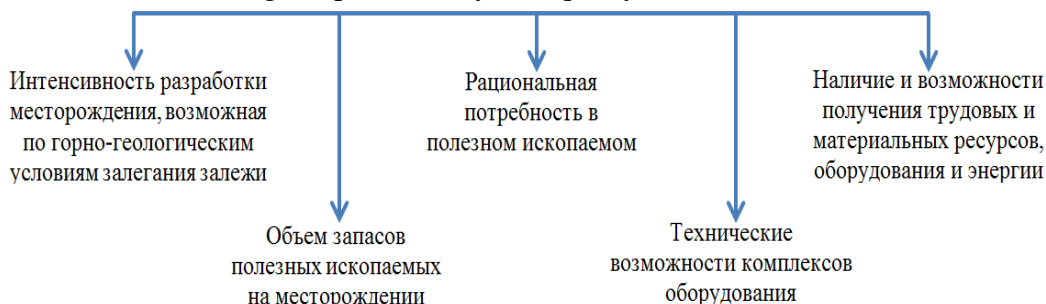 Интенсивность разработки
месторождения, возможная
по горно-геологическим
условиям залегания залежи
Объем запасов
полезных ископаемых
на месторождении
Рациональная
потребность в
полезном ископаемом
Технические
возможности комплексов
оборудования
Наличие и возможности
получения трудовых и
материальных ресурсов,
оборудования и энергии